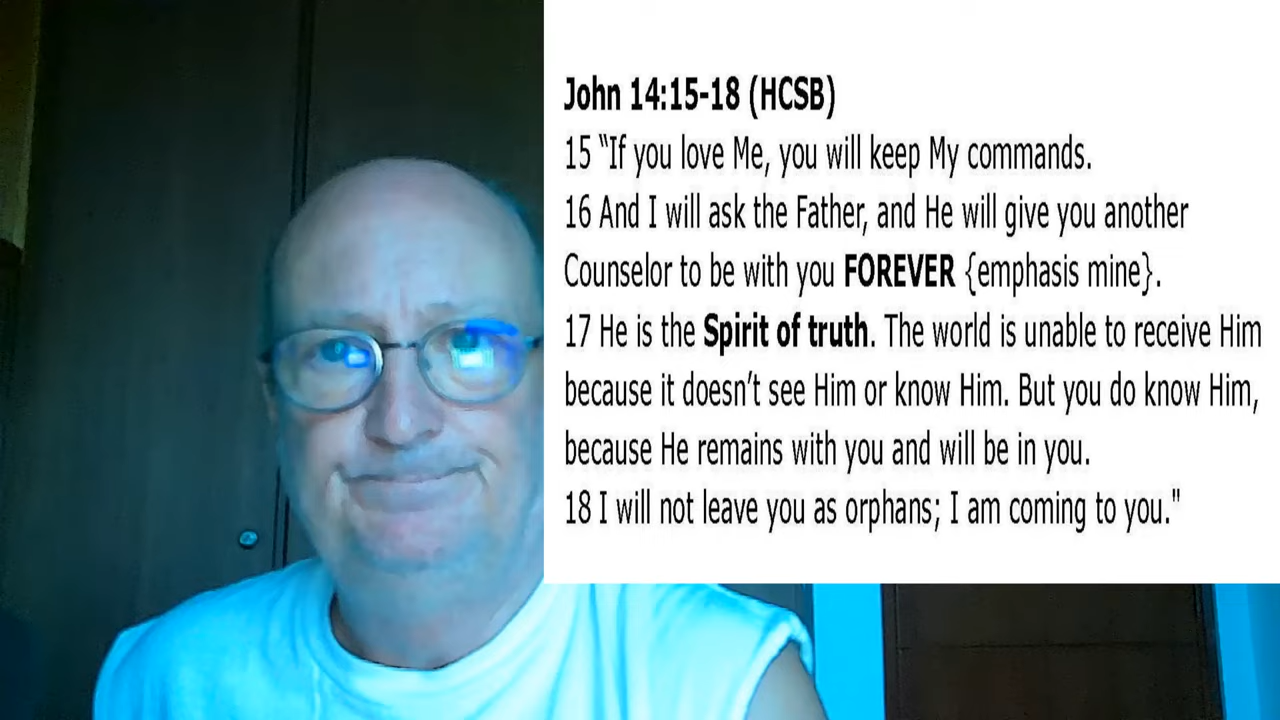 John 14:15-18 (HCSB)
15 “If you love Me, you will keep My commands.
16 And I will ask the Father, and He will give you another
Counselor to be with you FOREVER {emphasis mine}.
17 He is the Spirit of truth. The world is unable to receive Him
because it doesn’t see Him or know Him. But you do know Him,
because He remains with you and will be in you.
18 I will not leave you as orphans; I am coming to you."